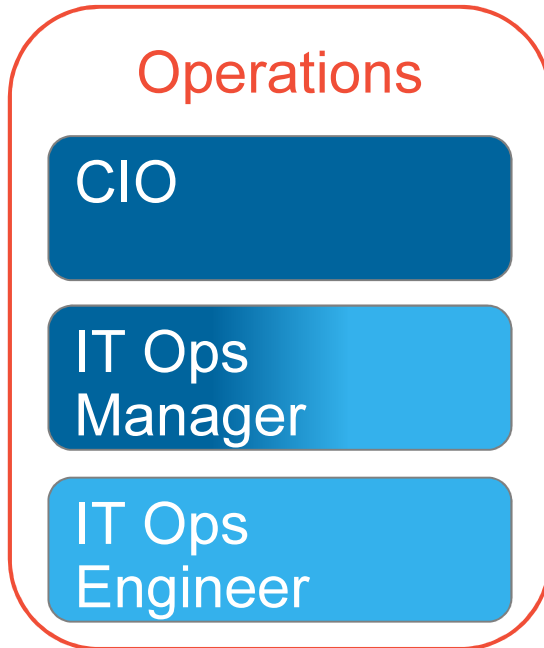 Operations
CIO
IT Ops
Manager
IT Ops
Engineer